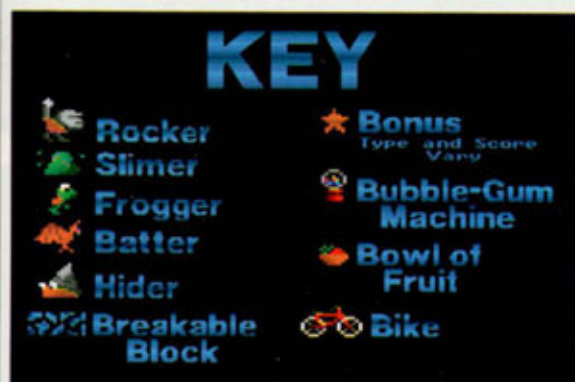 KEY
Rocker
Slimer
Frogger
Batter
Hider
Breakable
Block
Bonus
Type and Score
Vary
Bubble-Gum
Machine
Bowl of
Fruit
Bike